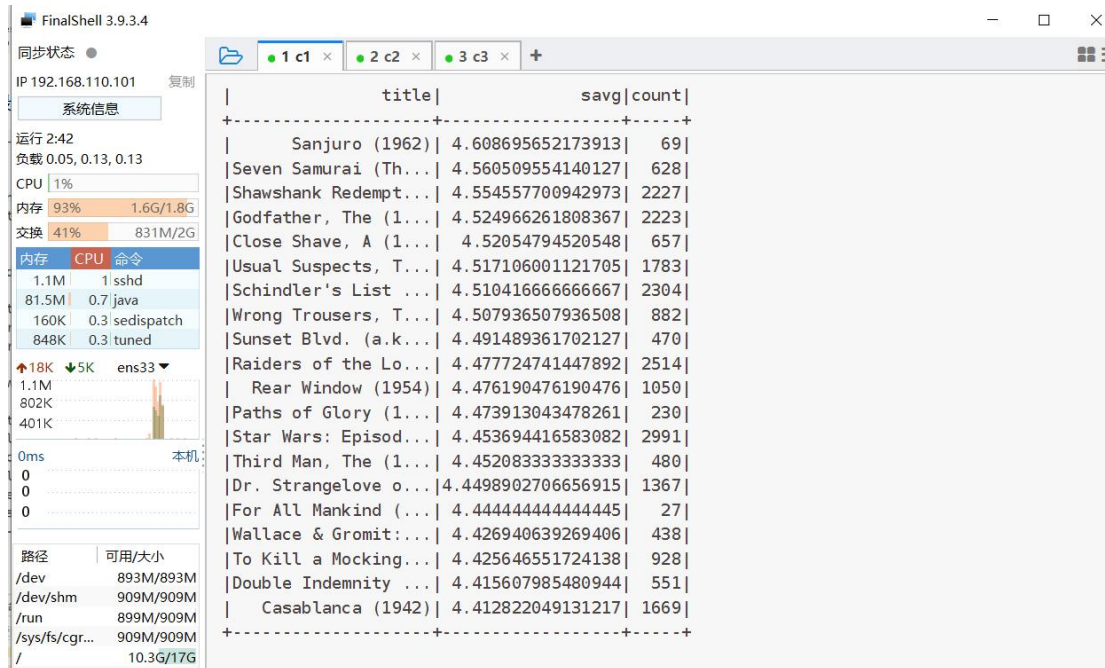 FinalShell 3.9.3.4
同步状态
IP 192.168.110.101 复制
系统信息
运行 2:42
负载 0.05, 0.13, 0.13
CPU 1%
内存 93% 1.6G/1.8G
交换 41% 831M/2G
内存 CPU 命令
1.1M 1 sshd
81.5M 0.7 java
160K 0.3 sedispatch
848K 0.3 tuned
18K 5K ens33
1.1M
802K
401K
0ms 本机
0
0
0
路径 可用/大小
/dev 893M/893M
/dev/shm 909M/909M
/run 899M/909M
/sys/fs/cgr... 909M/909M
/ 10.3G/17G
1 c1 × 2 c2 × 3 c3 × +
| title| savg|count|
+--------------------+------------------+-----+
| Sanjuro (1962)| 4.608695652173913| 69|
|Seven Samurai (Th...| 4.560509554140127| 628|
|Shawshank Redempt...| 4.554557700942973| 2227|
|Godfather, The (1...| 4.524966261808367| 2223|
|Close Shave, A (1...| 4.52054794520548| 657|
|Usual Suspects, T...| 4.517106001121705| 1783|
|Schindler's List ...| 4.510416666666667| 2304|
|Wrong Trousers, T...| 4.507936507936508| 882|
|Sunset Blvd. (a.k...| 4.491489361702127| 470|
|Raiders of the Lo...| 4.477724741447892| 2514|
| Rear Window (1954)| 4.476190476190476| 1050|
|Paths of Glory (1...| 4.473913043478261| 230|
|Star Wars: Episod...| 4.453694416583082| 2991|
|Third Man, The (1...| 4.452083333333333| 480|
|Dr. Strangelove o...|4.4498902706656915| 1367|
|For All Mankind (...| 4.444444444444445| 27|
|Wallace & Gromit:...| 4.426940639269406| 438|
|To Kill a Mocking...| 4.425646551724138| 928|
|Double Indemnity ...| 4.415607985480944| 551|
| Casablanca (1942)| 4.412822049131217| 1669|
+--------------------+------------------+-----+